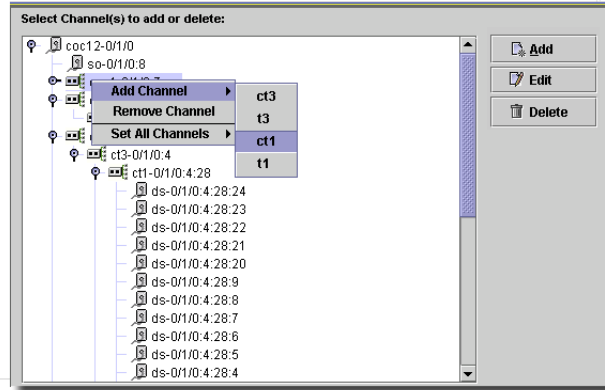 Select Channel(s) to add or delete:
coc12-0/1/0
so-0/1/0:8
Add Channel
Remove Channel
Set All Channels
ct3
t3
ct1
t1
ct3-0/1/0:4
ct1-0/1/0:4:28
ds-0/1/0:4:28:24
ds-0/1/0:4:28:23
ds-0/1/0:4:28:22
ds-0/1/0:4:28:21
ds-0/1/0:4:28:20
ds-0/1/0:4:28:9
ds-0/1/0:4:28:8
ds-0/1/0:4:28:7
ds-0/1/0:4:28:6
ds-0/1/0:4:28:5
ds-0/1/0:4:28:4
Add
Edit
Delete